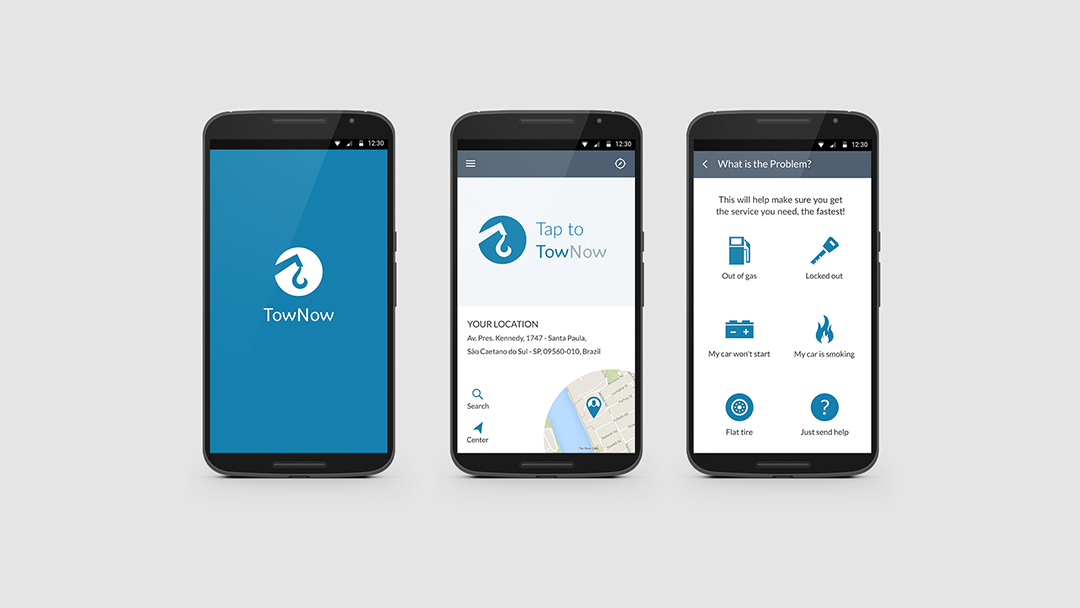 12:30
TowNow
12:30
Tap to
TowNow
YOUR LOCATION
Av. Pres. Kennedy, 1747 - Santa Paula,
São Caetano do Sul - SP, 09560-010, Brazil
Search
Center
12:30
What is the Problem?
This will help make sure you get
the service you need, the fastest!
Out of gas
Locked out
My car won't start
My car is smoking
Flat tire
Just send help
?